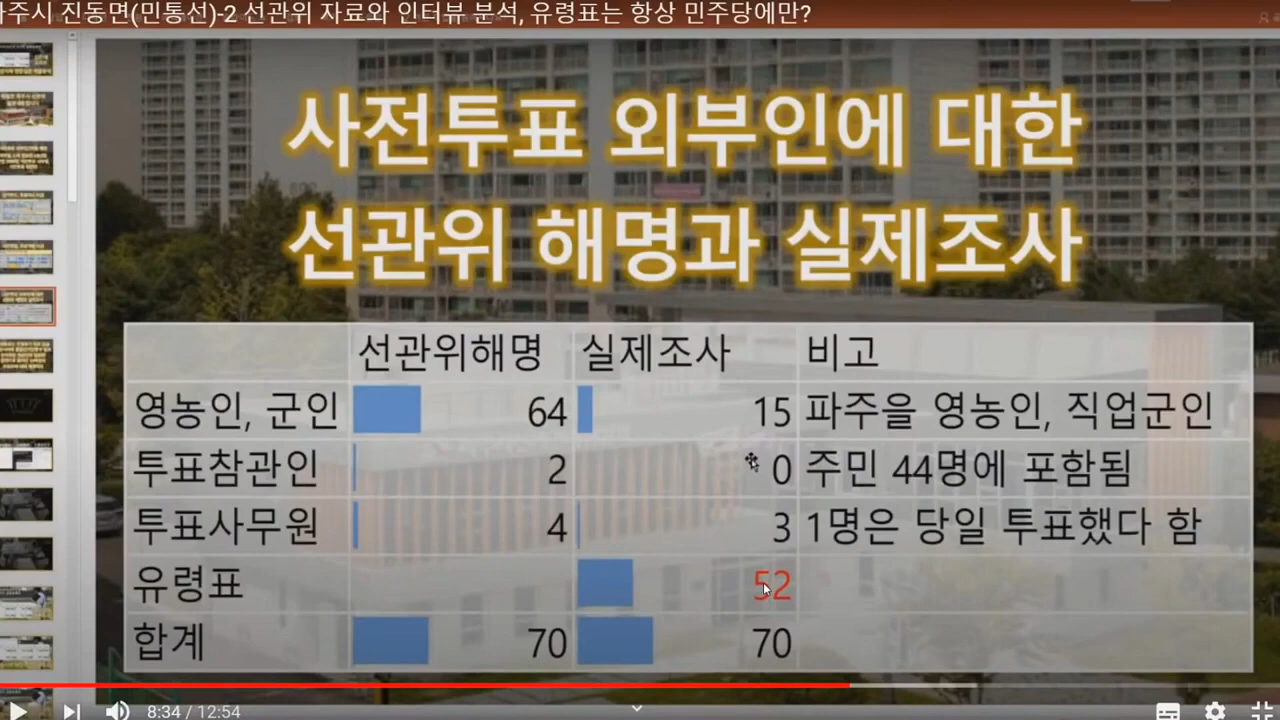 파주시 진동면(민통선)-2 선관위 자료와 인터뷰 분석, 유령표는 항상 민주당에만?
사전투표 외부인에 대한
선관위 해명과 실제조사
선관위해명 실제조사 비고
영농인, 군인 64 15 파주을 영농인, 직업군인
투표참관인 2 0 주민 44명에 포함됨
투표사무원 4 3 1명은 당일 투표했다 함
유령표 52
합계 70 70
8:34 / 12:54